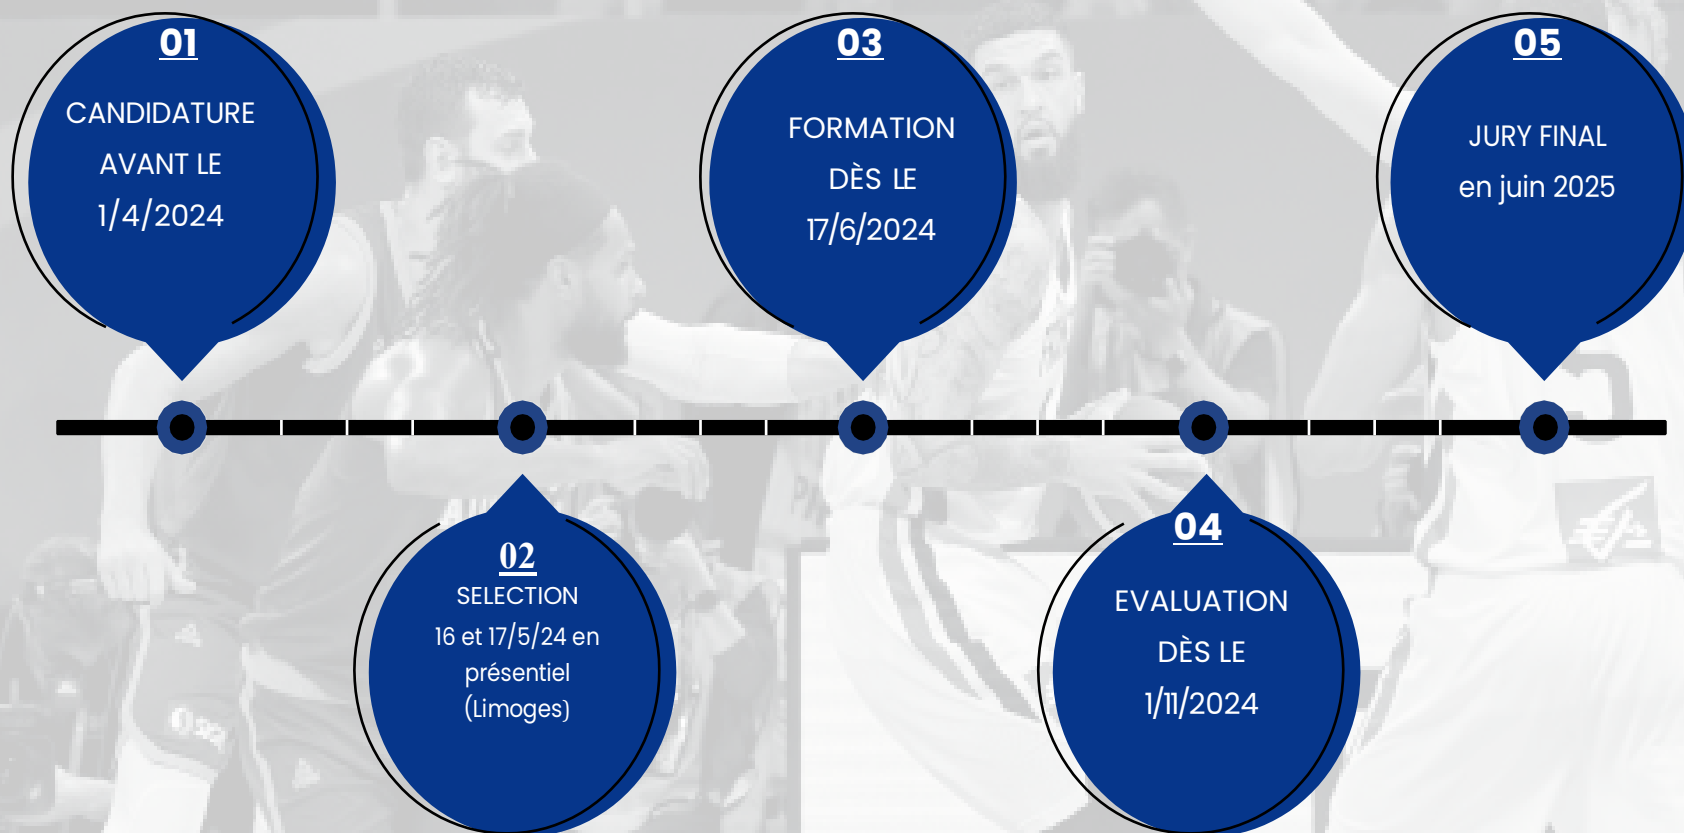 01
CANDIDATURE
AVANT LE
1/4/2024
02
SELECTION
16 et 17/5/24 en
présentiel
(Limoges)
03
FORMATION
DÈS LE
17/6/2024
04
EVALUATION
DÈS LE
1/11/2024
05
JURY FINAL
en juin 2025